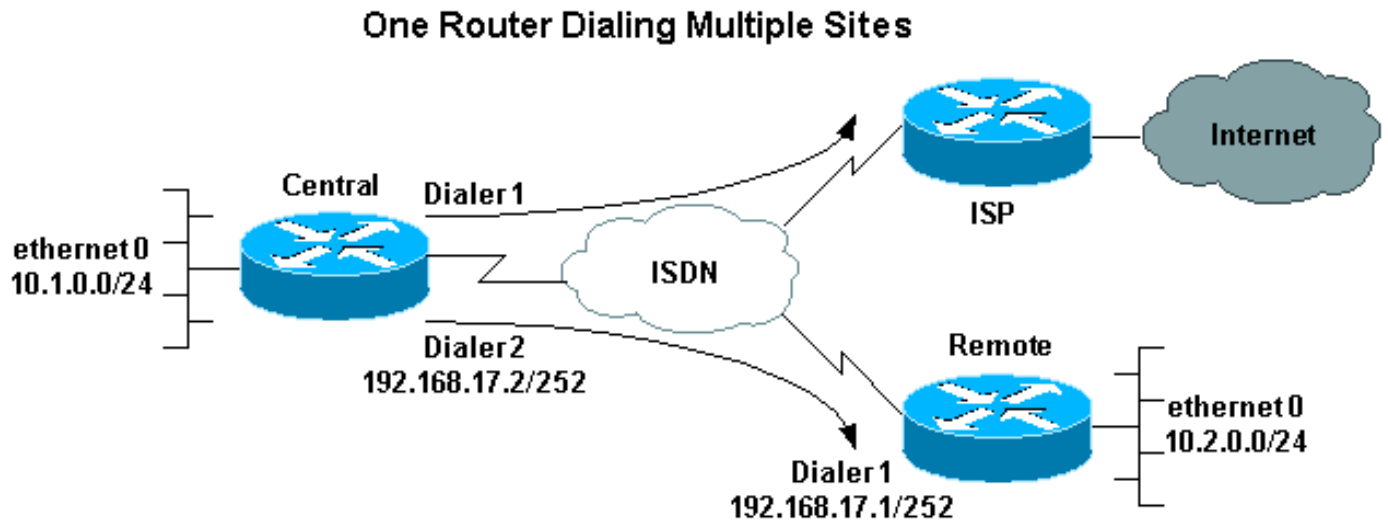 One Router Dialing Multiple Sites
Central
Dialer 1
ethernet 0
10.1.0.0/24
ISDN
ISP
Internet
Dialer 2
192.168.17.2/252
Remote
ethernet 0
10.2.0.0/24
Dialer 1
192.168.17.1/252